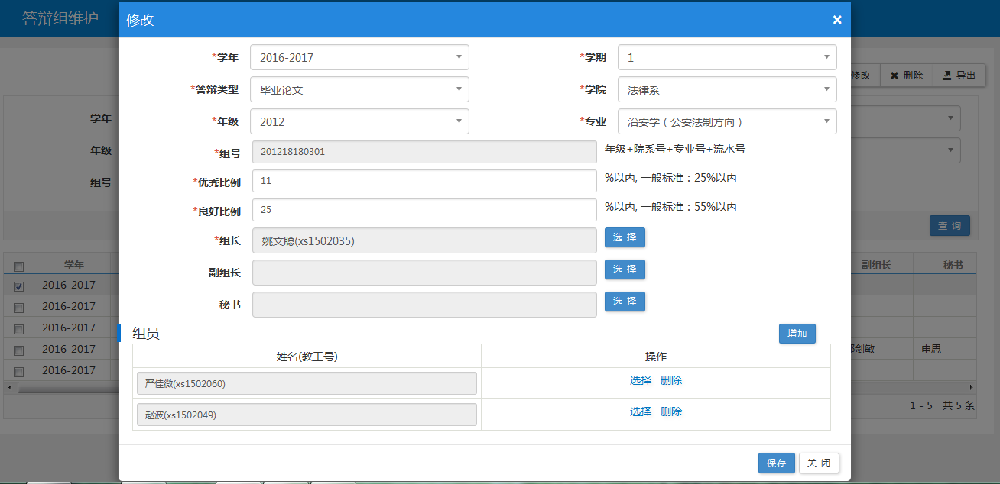 答辩组维护
修改
×
*学年 2016-2017 *学期 1
修改 删除 导出
*答辩类型 毕业论文 *学院 法律系
学年
*年级 2012 *专业 治安学（公安法制方向）
年级
*组号 201218180301 年级+院系号+专业号+流水号
组号
*优秀比例 11 %以内, 一般标准：25%以内
*良好比例 25 %以内, 一般标准：55%以内
查 询
*组长 姚文聪(xs1502035) 选 择
学年 副组长 秘书
副组长 选 择
2016-2017
秘书 选 择
2016-2017
2016-2017
组员 增加
2016-2017 剑敏 申思
姓名(教工号) 操作
2016-2017
严佳微(xs1502060) 选择 删除
1 - 5 共 5 条
赵波(xs1502049) 选择 删除
保存 关 闭